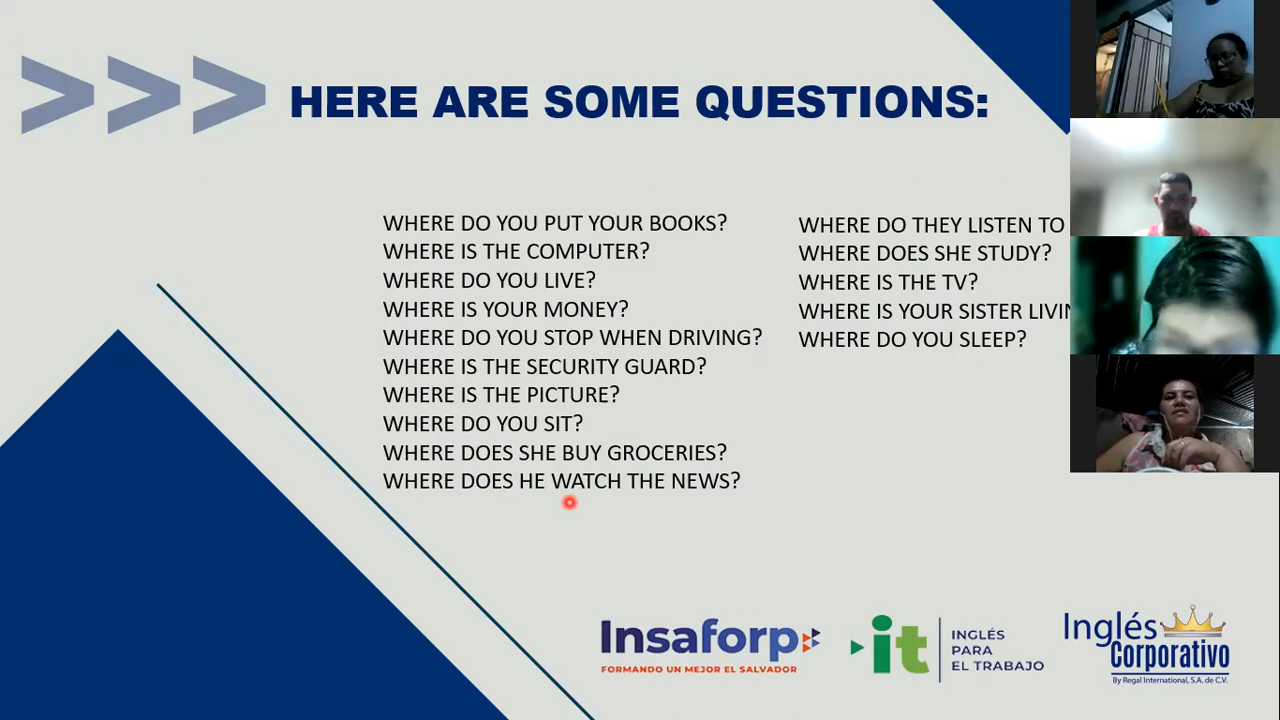 >>> HERE ARE SOME QUESTIONS:
WHERE DO YOU PUT YOUR BOOKS?
WHERE IS THE COMPUTER?
WHERE DO YOU LIVE?
WHERE IS YOUR MONEY?
WHERE DO YOU STOP WHEN DRIVING?
WHERE IS THE SECURITY GUARD?
WHERE IS THE PICTURE?
WHERE DO YOU SIT?
WHERE DOES SHE BUY GROCERIES?
WHERE DOES HE WATCH THE NEWS?
WHERE DO THEY LISTEN TO
WHERE DOES SHE STUDY?
WHERE IS THE TV?
WHERE IS YOUR SISTER
WHERE DO YOU SLEEP?
Insaforp
FORMANDO UN MEJOR EL SALVADOR
it
INGLÉS
PARA
EL TRABAJO
Inglés
Corporativo
By Regal International, S.A. de C.V.